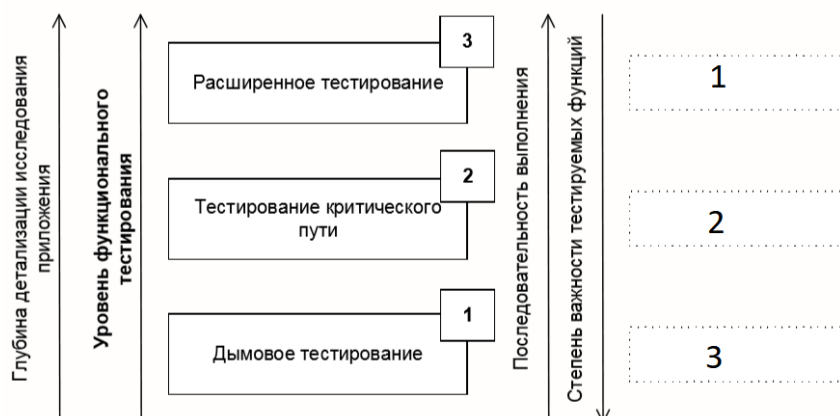 Глубина детализации исследования
приложения
Уровень функционального
тестирования
3
Расширенное тестирование
2
Тестирование критического
пути
1
Дымовое тестирование
Последовательность выполнения
Степень важности тестируемых функций
1
2
3